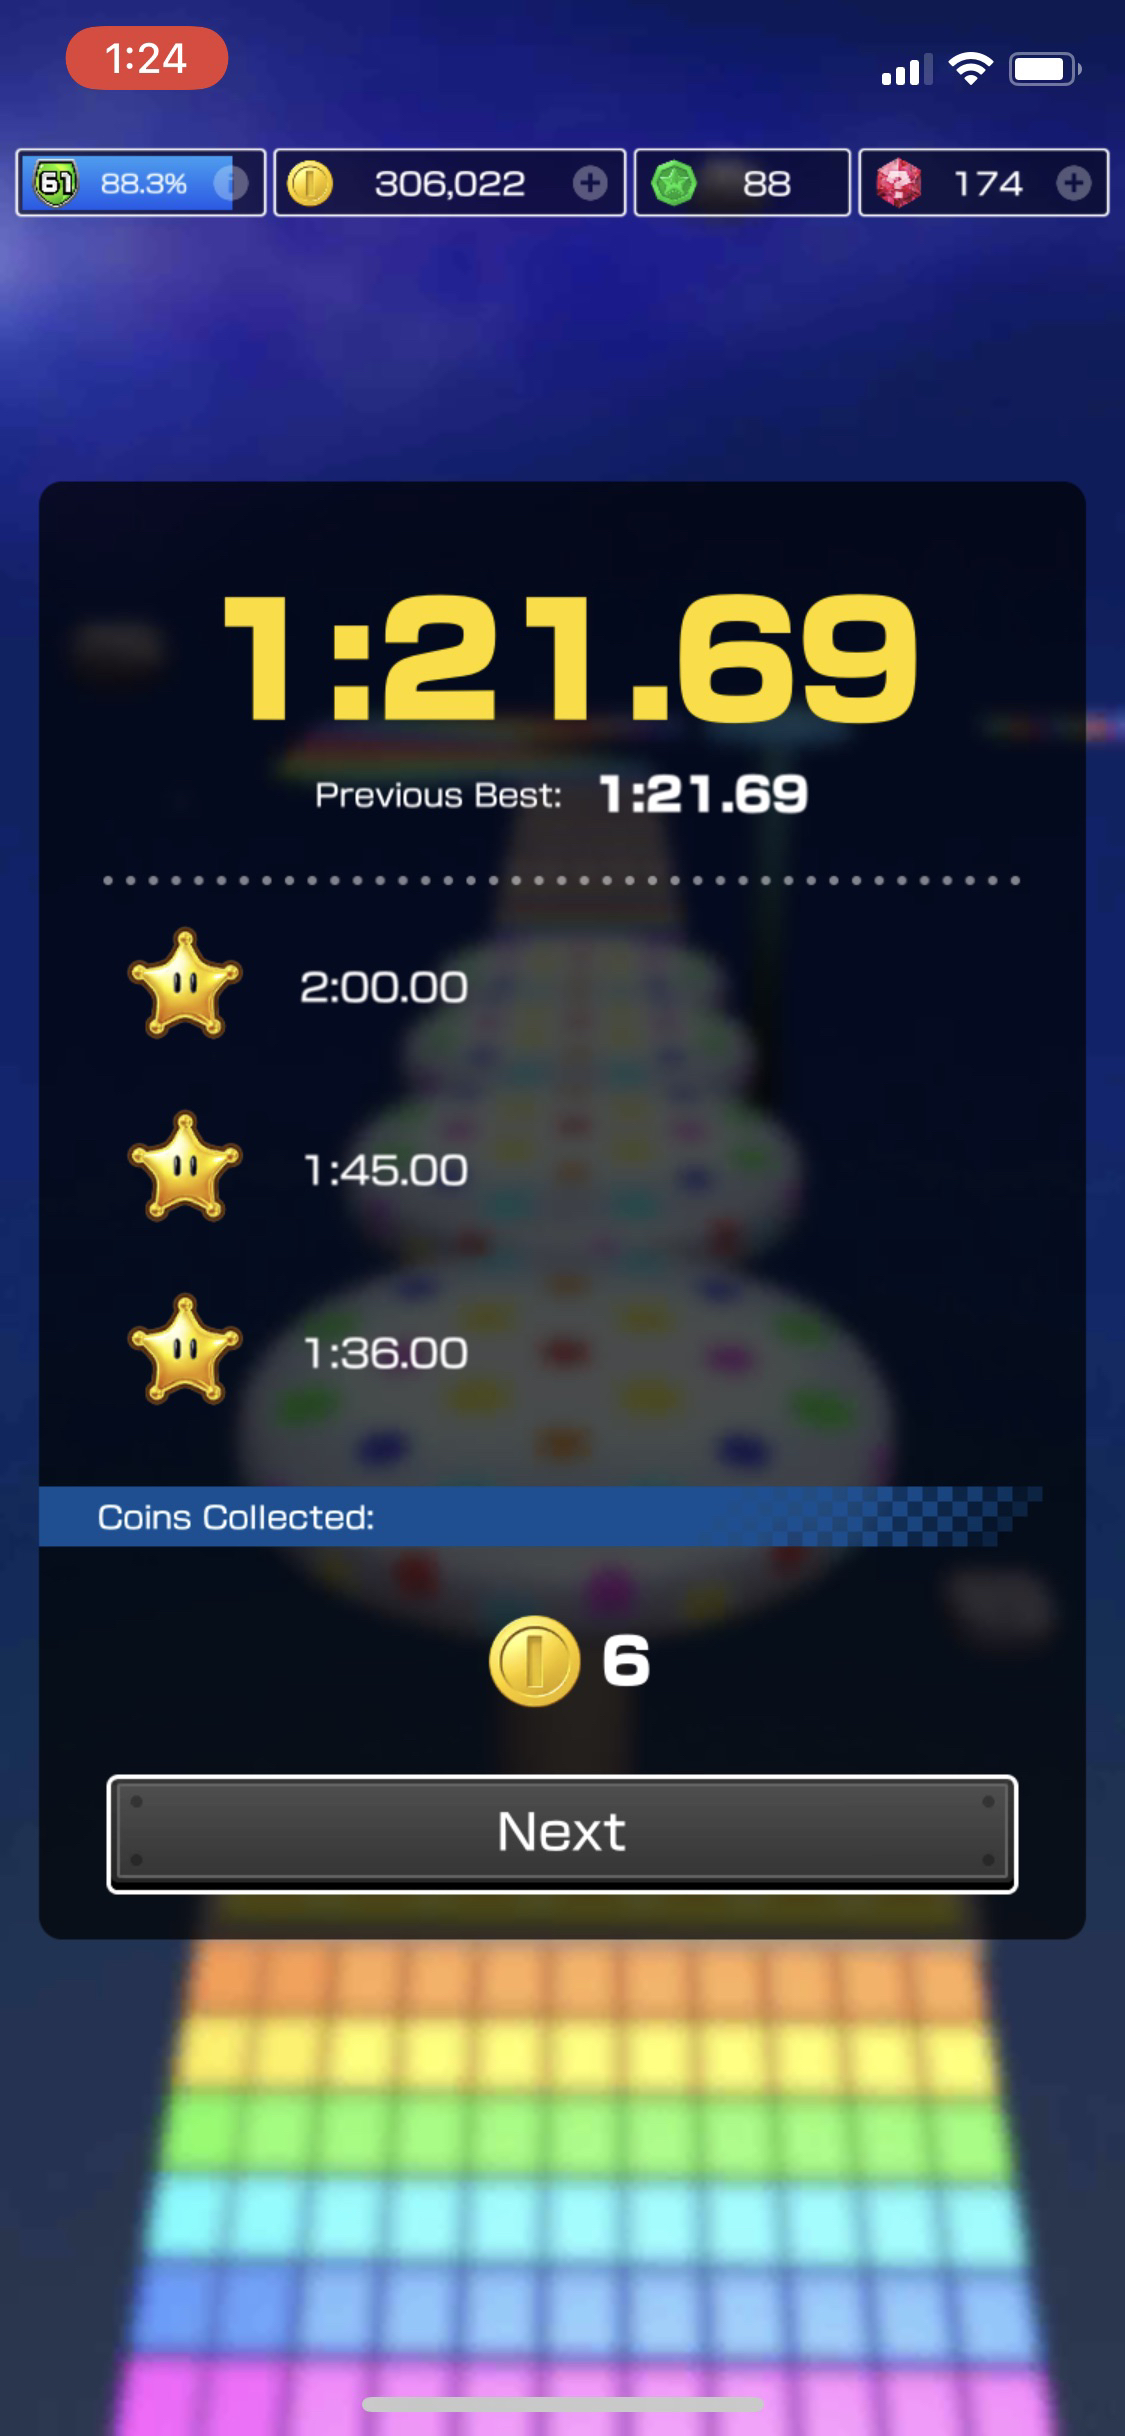 1:24
61 88.3% i 306,022 + 88 ? 174 +
1:21.69
Previous Best: 1:21.69
2:00.00
1:45.00
1:36.00
Coins Collected:
6
Next